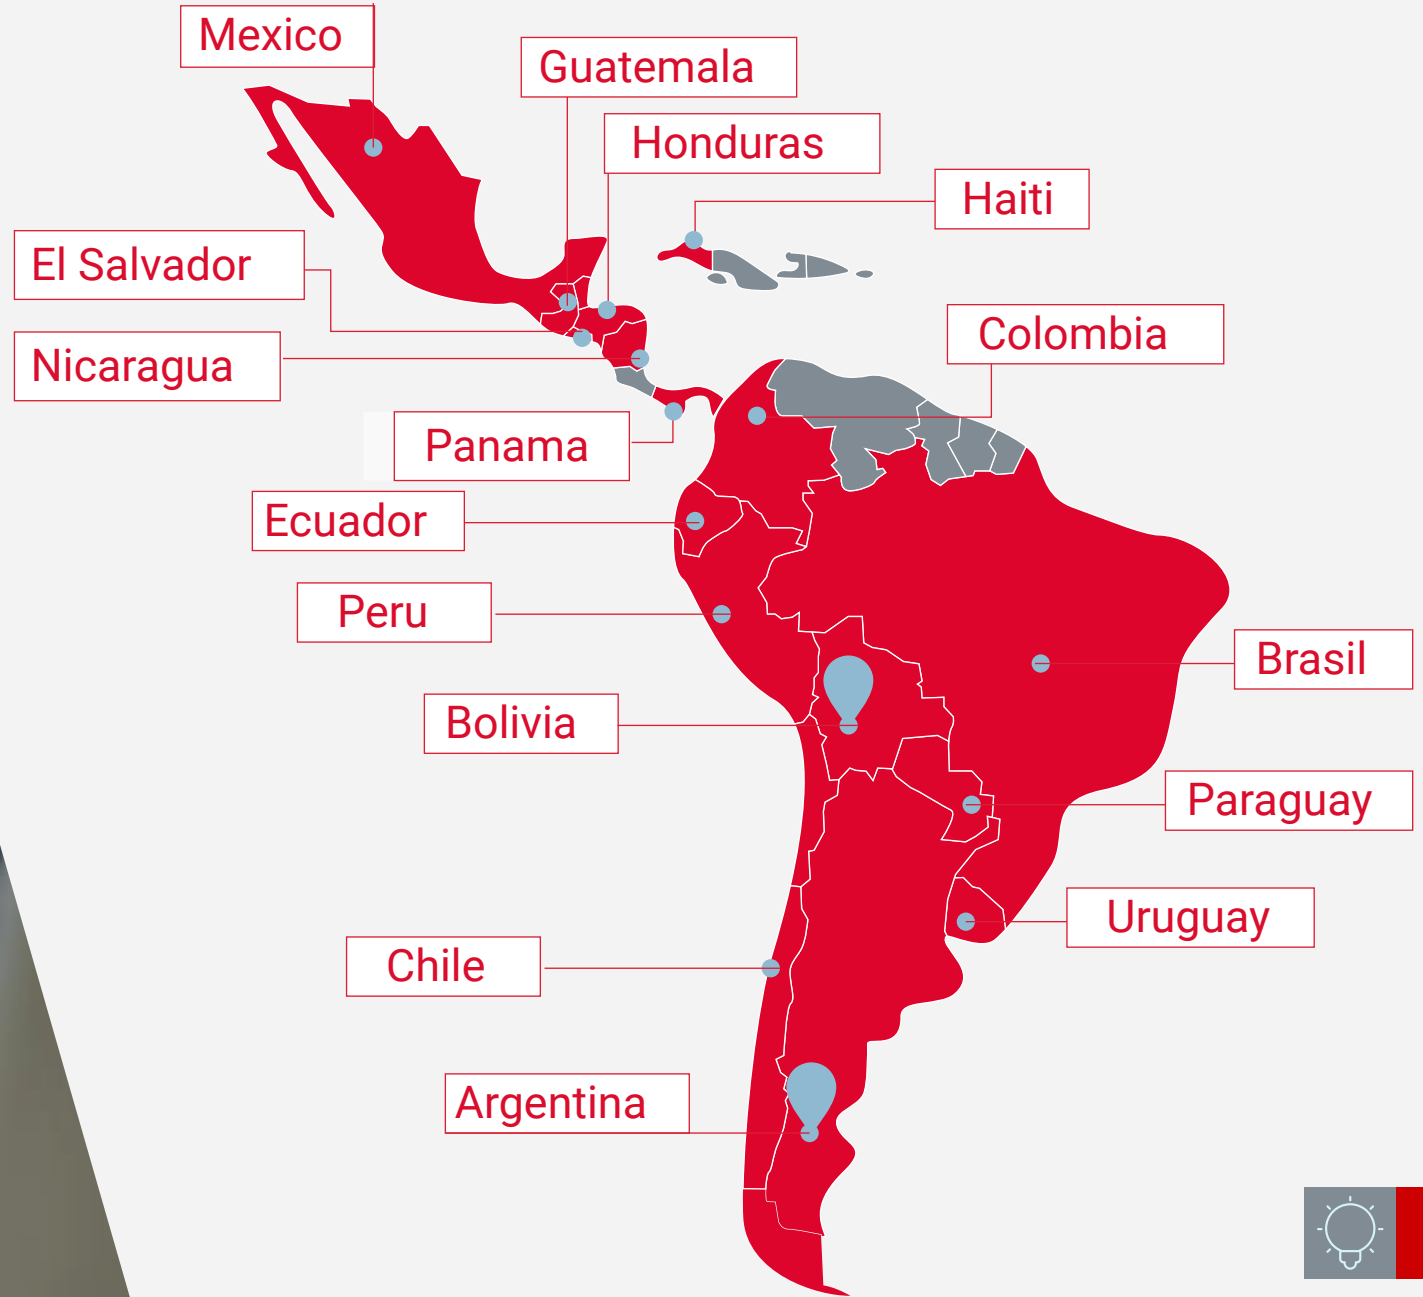 Mexico
Guatemala
Honduras
Haiti
El Salvador
Colombia
Nicaragua
Panama
Ecuador
Peru
Brasil
Bolivia
Paraguay
Uruguay
Chile
Argentina